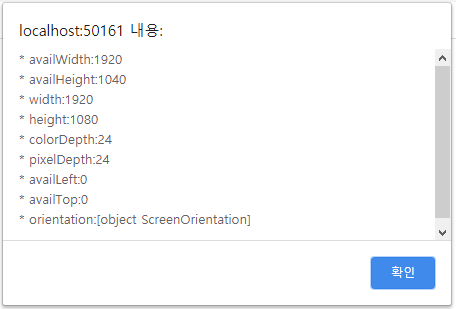 localhost:50161 내용:
* availWidth:1920
* availHeight:1040
* width:1920
* height:1080
* colorDepth:24
* pixelDepth:24
* availLeft:0
* availTop:0
* orientation:[object ScreenOrientation]
확인